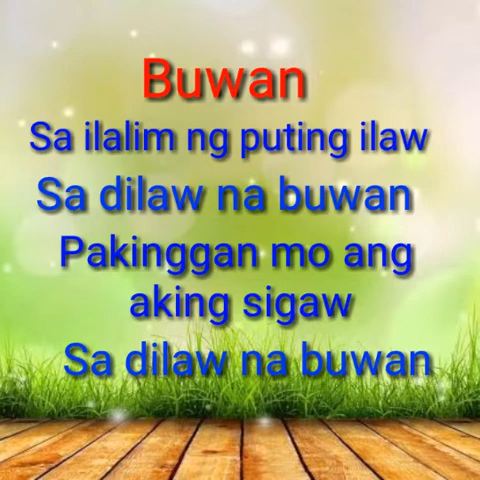 Buwan
Sa ilalim ng puting ilaw
Sa dilaw na buwan
Pakinggan mo ang
aking sigaw
Sa dilaw na buwan